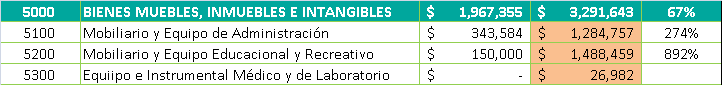 5000 BIENES MUEBLES, INMUEBLES E INTANGIBLES $ 1,967,355 $ 3,291,643 67%
5100 Mobiliario y Equipo de Administración $ 343,584 $ 1,284,757 274%
5200 Mobiliario y Equipo Educacional y Recreativo $ 150,000 $ 1,488,459 892%
5300 Equiipo e Instrumental Médico y de Laboratorio $ - $ 26,982